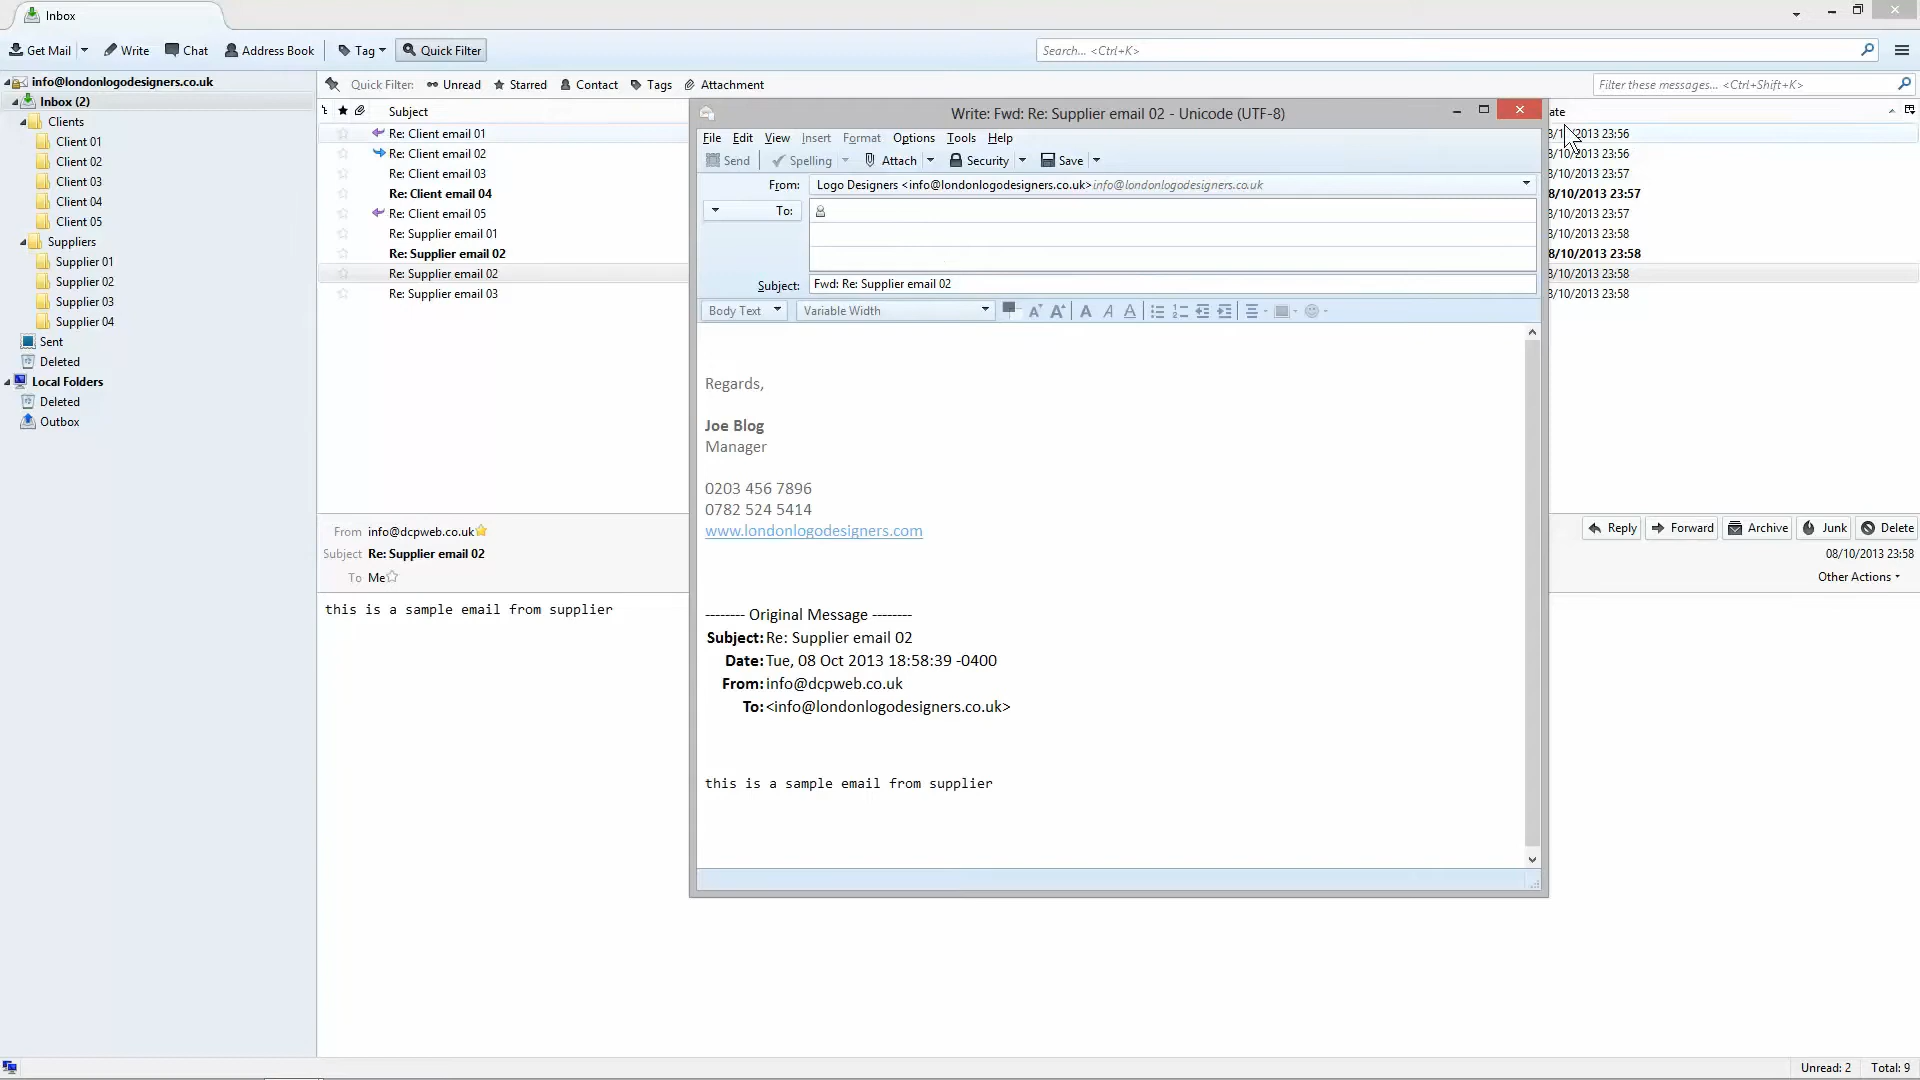 Inbox
Get Mail Write Chat Address Book Tag Quick Filter Search... <Ctrl+K>
info@londonlogodesigners.co.uk
Inbox (2)
Clients
Client 01
Client 02
Client 03
Client 04
Client 05
Suppliers
Supplier 01
Supplier 02
Supplier 03
Supplier 04
Sent
Deleted
Local Folders
Deleted
Outbox
Quick Filter: Unread Starred Contact Tags Attachment Filter these messages... <Ctrl+Shift+K>
Subject ate
Re: Client email 01 23:56
Re: Client email 02 8/10/2013 23:56
Re: Client email 03 8/10/2013 23:57
Re: Client email 04 8/10/2013 23:57
Re: Client email 05 8/10/2013 23:57
Re: Supplier email 01 8/10/2013 23:58
Re: Supplier email 02 8/10/2013 23:58
Re: Supplier email 02 8/10/2013 23:58
Re: Supplier email 03 8/10/2013 23:58
Write: Fwd: Re: Supplier email 02 - Unicode (UTF-8)
File Edit View Insert Format Options Tools Help
Send Spelling Attach Security Save
From: Logo Designers <info@londonlogodesigners.co.uk> info@londonlogodesigners.co.uk
To:
Subject: Fwd: Re: Supplier email 02
Body Text Variable Width
Regards,
Joe Blog
Manager
0203 456 7896
0782 524 5414
www.londonlogodesigners.com
-------- Original Message --------
Subject: Re: Supplier email 02
Date: Tue, 08 Oct 2013 18:58:39 -0400
From: info@dcpweb.co.uk
To: <info@londonlogodesigners.co.uk>
this is a sample email from supplier
From info@dcpweb.co.uk
Subject Re: Supplier email 02
To Me
Reply Forward Archive Junk Delete
08/10/2013 23:58
Other Actions
this is a sample email from supplier
Unread: 2 Total: 9